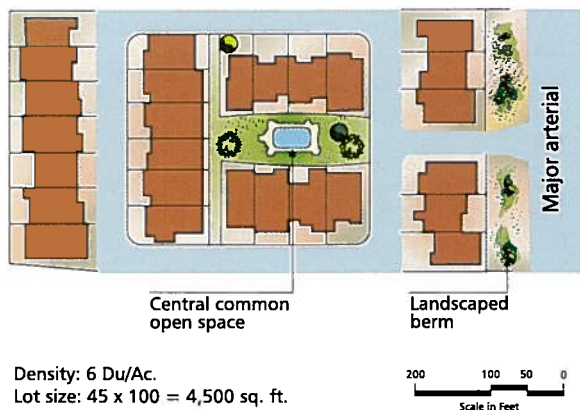 Major arterial
Central common
open space
Landscaped
berm
Density: 6 Du/Ac.
Lot size: 45 x 100 = 4,500 sq. ft.
200 100 50 0
Scale in Feet